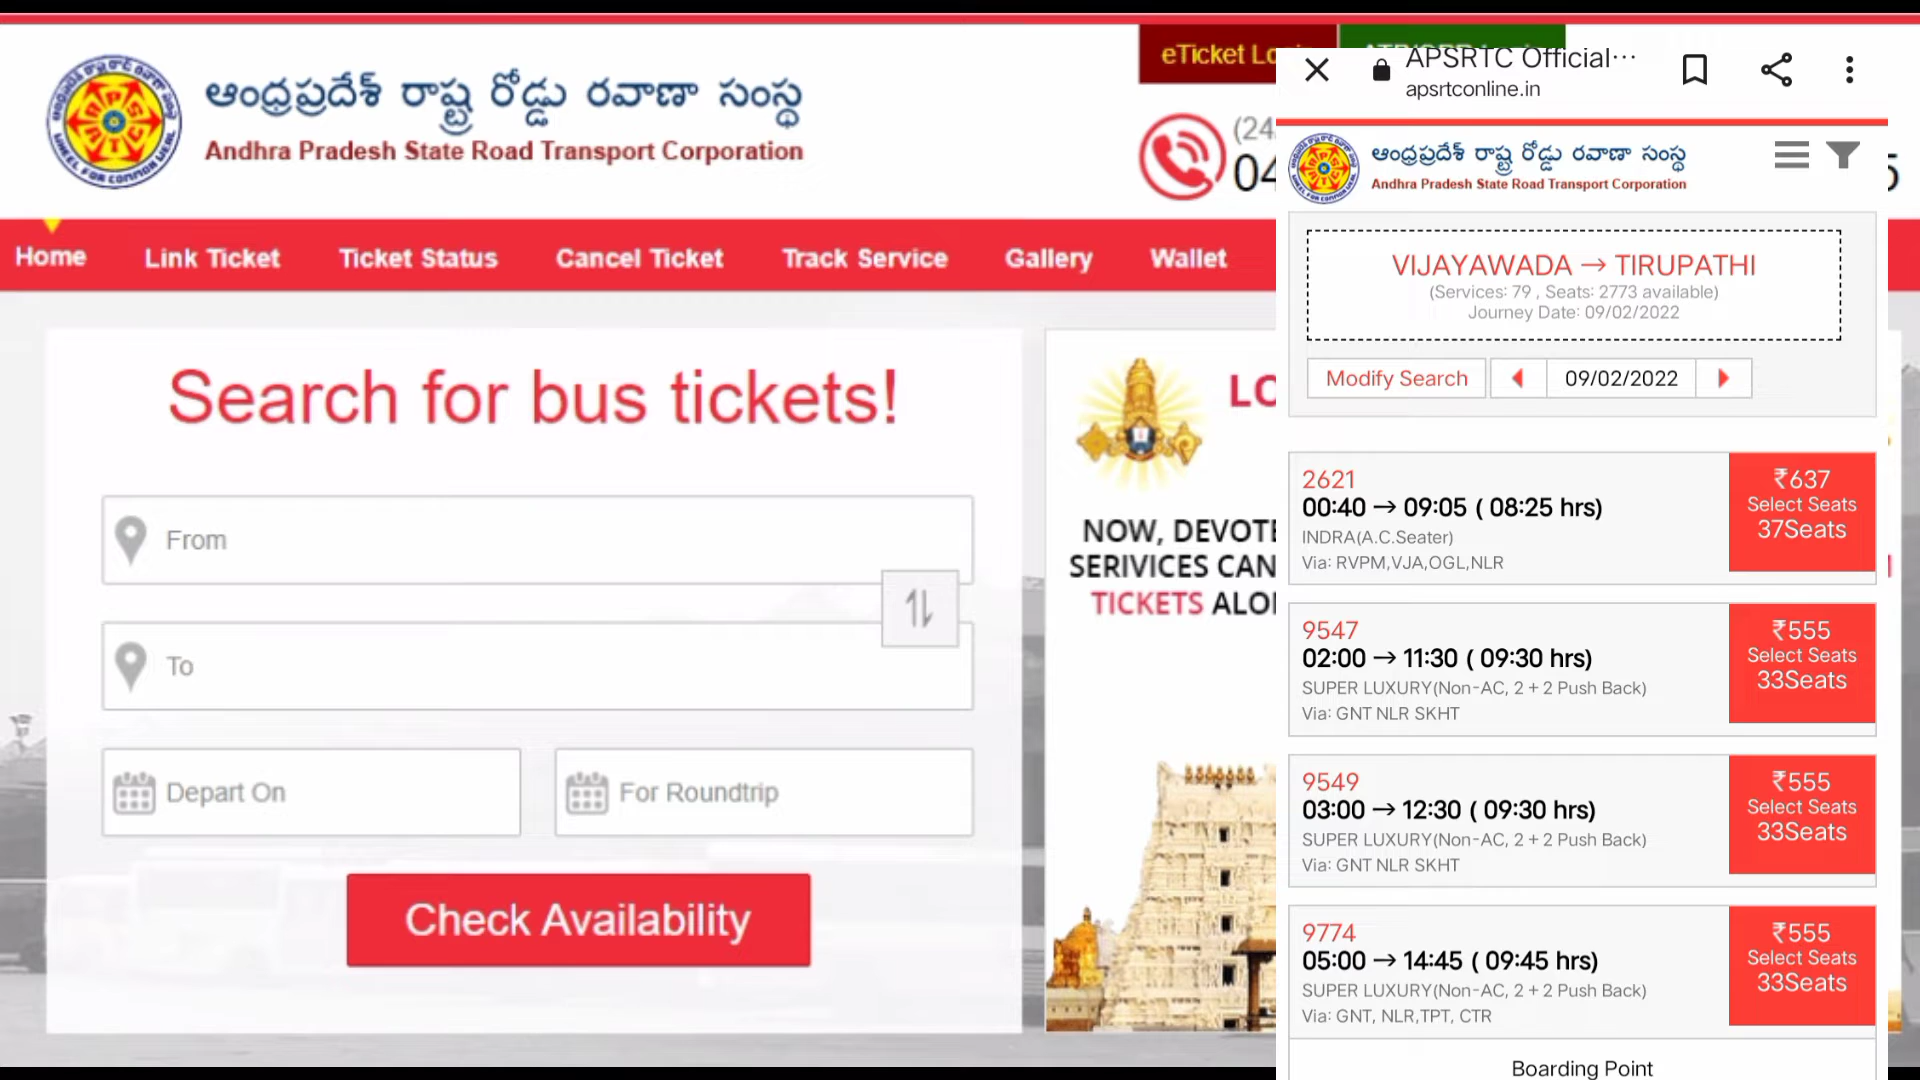 eTicket Lo
ఆంధ్రప్రదేశ్ రాష్ట్ర రోడ్డు రవాణా సంస్థ
Andhra Pradesh State Road Transport Corporation
(24
04
5
Home
Link Ticket
Ticket Status
Cancel Ticket
Track Service
Gallery
Wallet
Search for bus tickets!
From
To
Depart On
For Roundtrip
Check Availability
LO
NOW, DEVOTE
SERIVICES CAN
TICKETS ALO
APSRTC Official···
apsrtconline.in
ఆంధ్రప్రదేశ్ రాష్ట్ర రోడ్డు రవాణా సంస్థ
Andhra Pradesh State Road Transport Corporation
VIJAYAWADA → TIRUPATHI
(Services: 79 , Seats: 2773 available)
Journey Date: 09/02/2022
Modify Search
09/02/2022
2621
00:40 → 09:05 ( 08:25 hrs)
INDRA(A.C.Seater)
Via: RVPM,VJA,OGL,NLR
₹637
Select Seats
37Seats
9547
02:00 → 11:30 ( 09:30 hrs)
SUPER LUXURY(Non-AC, 2 + 2 Push Back)
Via: GNT NLR SKHT
₹555
Select Seats
33Seats
9549
03:00 → 12:30 ( 09:30 hrs)
SUPER LUXURY(Non-AC, 2 + 2 Push Back)
Via: GNT NLR SKHT
₹555
Select Seats
33Seats
9774
05:00 → 14:45 ( 09:45 hrs)
SUPER LUXURY(Non-AC, 2 + 2 Push Back)
Via: GNT, NLR,TPT, CTR
₹555
Select Seats
33Seats
Boarding Point